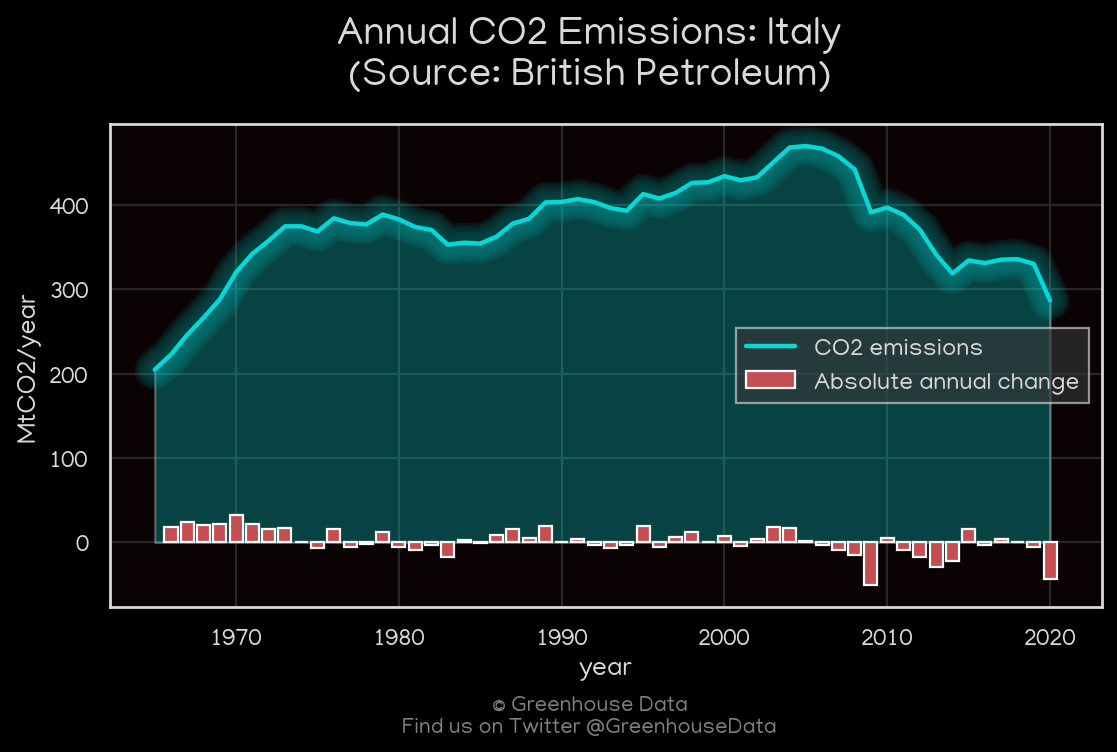 Annual CO2 Emissions: Italy
(Source: British Petroleum)
MtCO2/year
400
300
200
100
0
CO2 emissions
Absolute annual change
1970 1980 1990 2000 2010 2020
year
© Greenhouse Data
Find us on Twitter @GreenhouseData